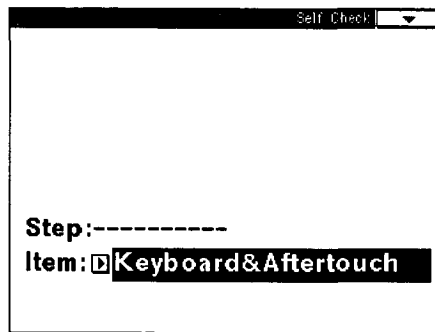 Self Check
Step:----------
Item: Keyboard&Aftertouch